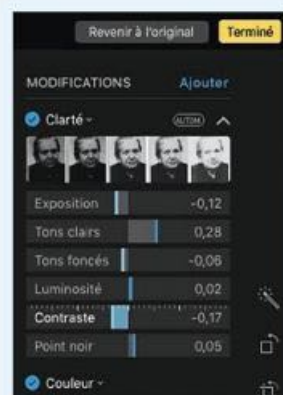 Revenir à l'original Terminé
MODIFICATIONS Ajouter
Clarté
AUTOM.
Exposition -0,12
Tons clairs 0,28
Tons foncés -0,06
Luminosité 0,02
Contraste -0,17
Point noir 0,05
Couleur